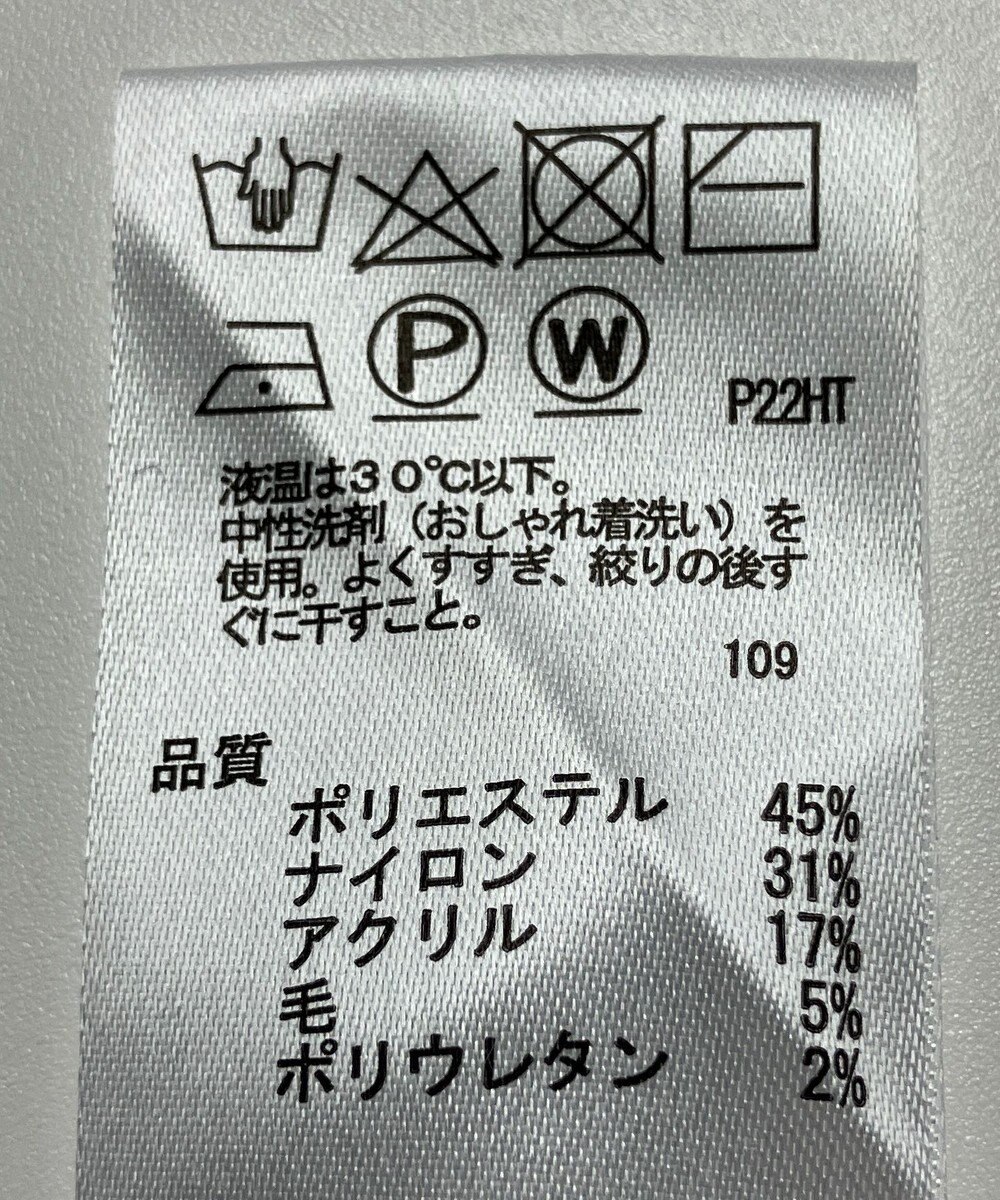 P
W
P22HT
液温は30℃以下。
中性洗剤（おしゃれ着洗い）を
使用。よくすすぎ、絞りの後す
ぐに干すこと。
109
品質
ポリエステル 45%
ナイロン 31%
アクリル 17%
毛 5%
ポリウレタン 2%